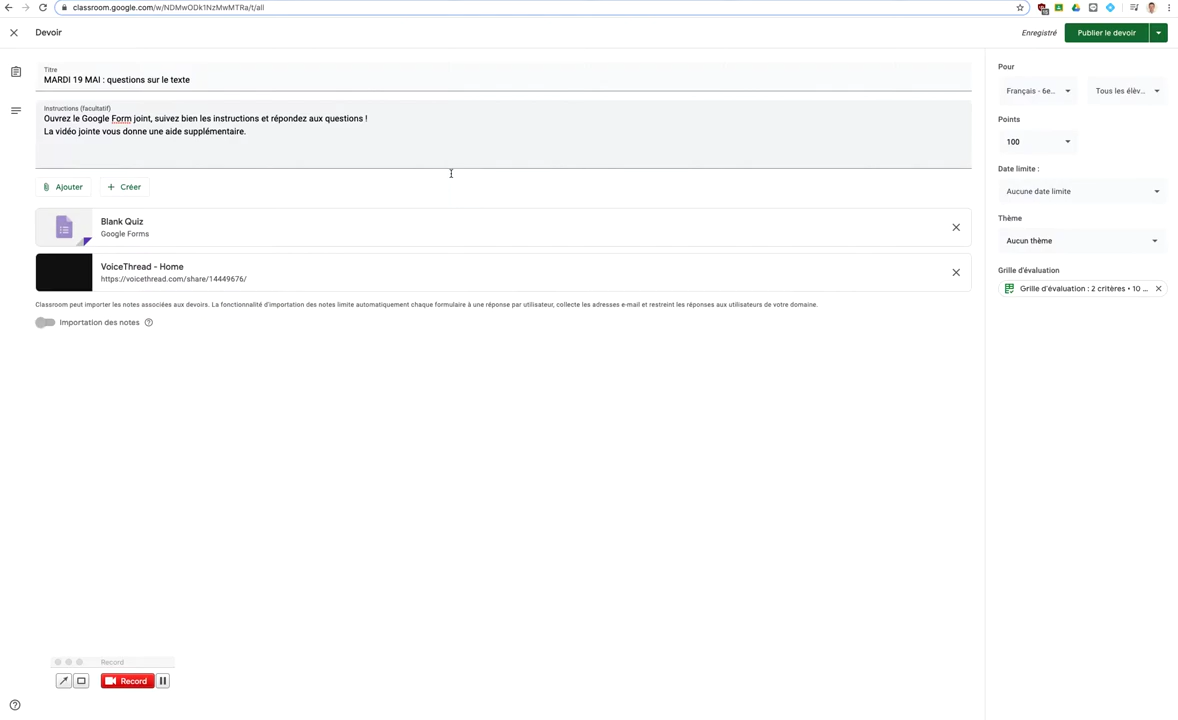 classroom.google.com/w/NDMwODk1NzMwMTRa/t/all
Devoir
Enregistré
Publier le devoir
Titre
MARDI 19 MAI : questions sur le texte
Instructions (facultatif)
Ouvrez le Google Form joint, suivez bien les instructions et répondez aux questions !
La vidéo jointe vous donne une aide supplémentaire.
Ajouter
Créer
Blank Quiz
Google Forms
VoiceThread - Home
https://voicethread.com/share/14449676/
Classroom peut importer les notes associées aux devoirs. La fonctionnalité d'importation des notes limite automatiquement chaque formulaire à une réponse par utilisateur, collecte les adresses e-mail et restreint les réponses aux utilisateurs de votre domaine.
Importation des notes
Pour
Français - 6e...
Tous les élèv...
Points
100
Date limite :
Aucune date limite
Thème
Aucun thème
Grille d'évaluation
Grille d'évaluation : 2 critères • 10 ...
Record
Record